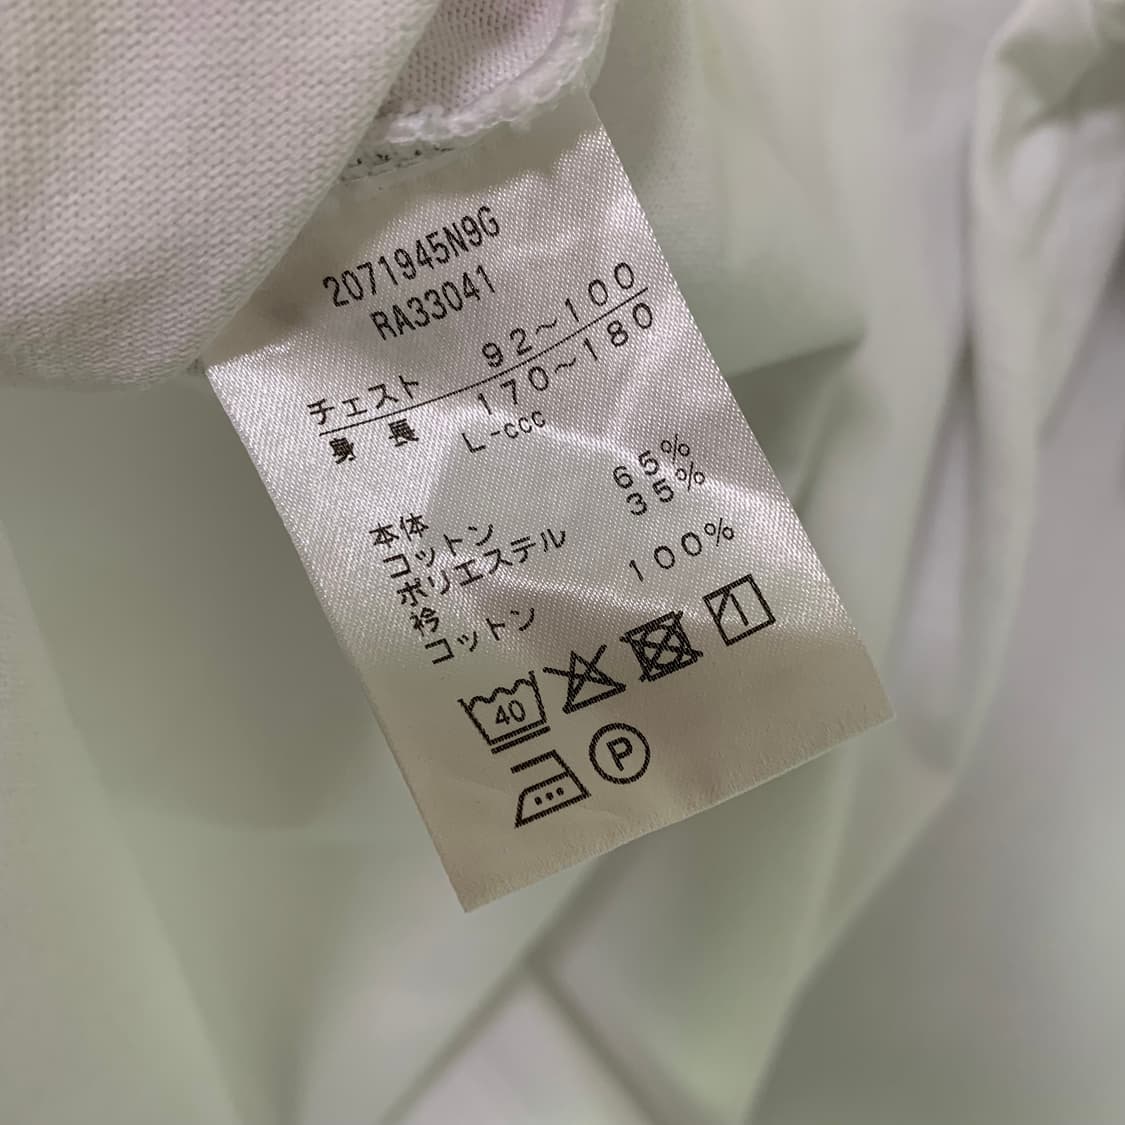 2071945N9G
RA33041
チェスト 92～100
身長 170～180
L-ccc
本体
コットン 65%
ポリエステル 35%
衿
コットン 100%
40
P